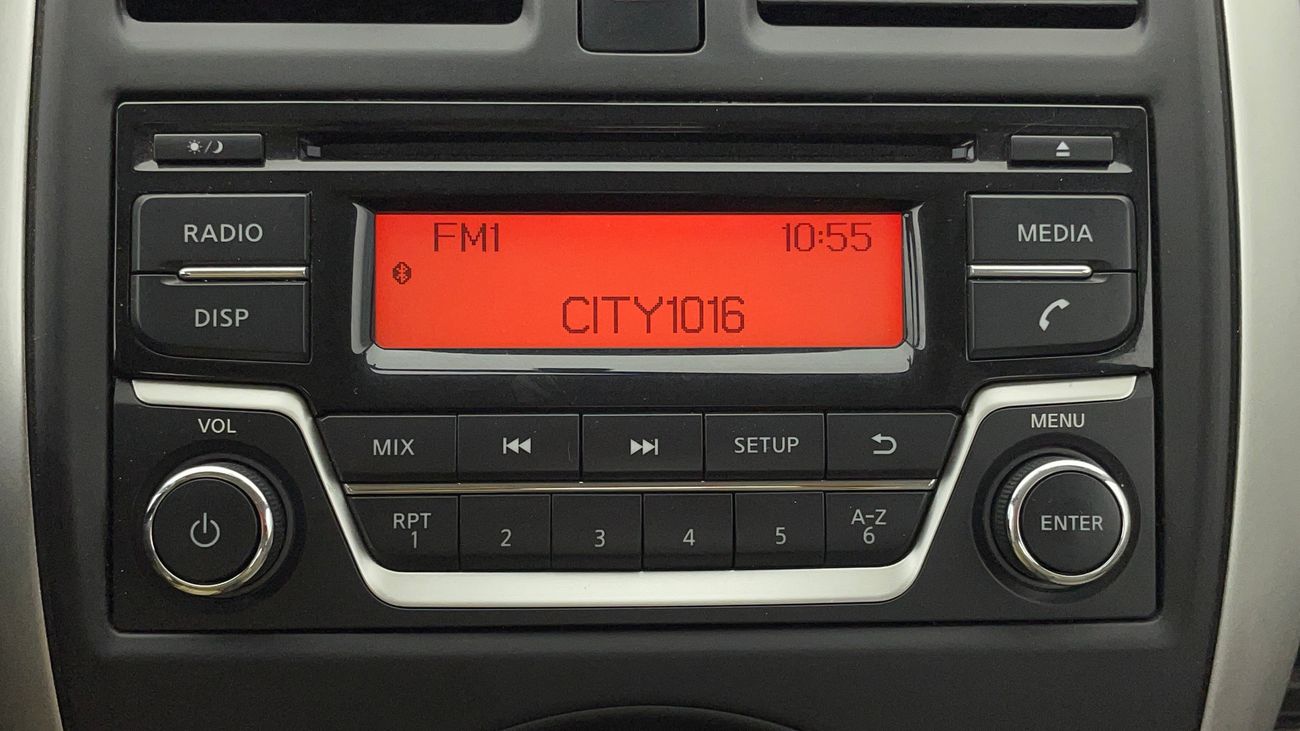 RADIO
DISP
FM1 10:55
CITY1016
MEDIA
VOL
MENU
MIX
SETUP
RPT
1
2
3
4
5
A-Z
6
ENTER